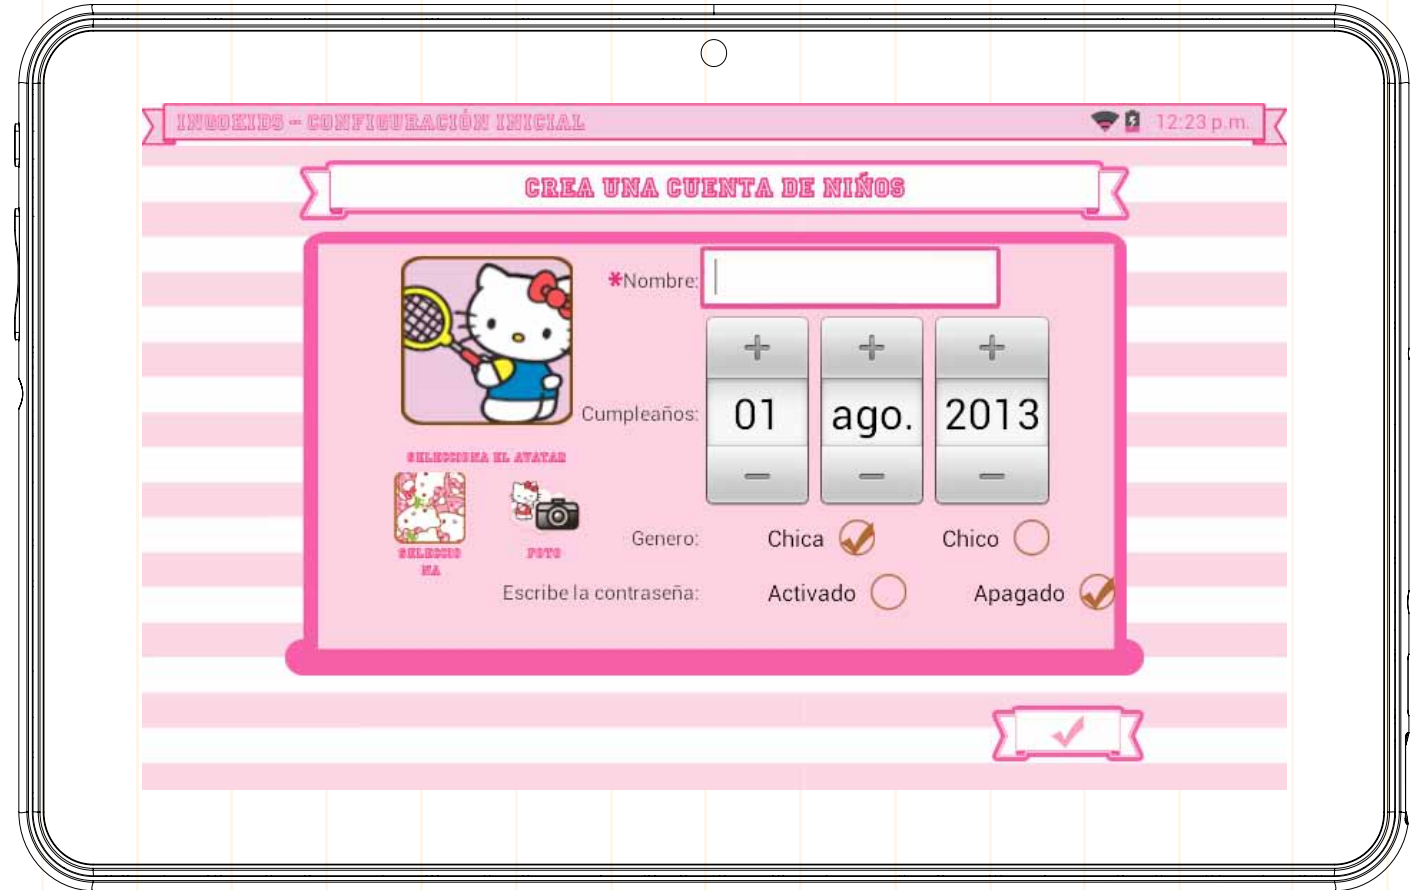 INGOKIDS - CONFIGURACIÓN INICIAL
12:23 p.m.
CREA UNA CUENTA DE NIÑOS
*Nombre:
Cumpleaños:
01 ago. 2013
SELECCIONA EL AVATAR
SELECCIO
NA
FOTO
Genero: Chica Chico
Escribe la contraseña: Activado Apagado